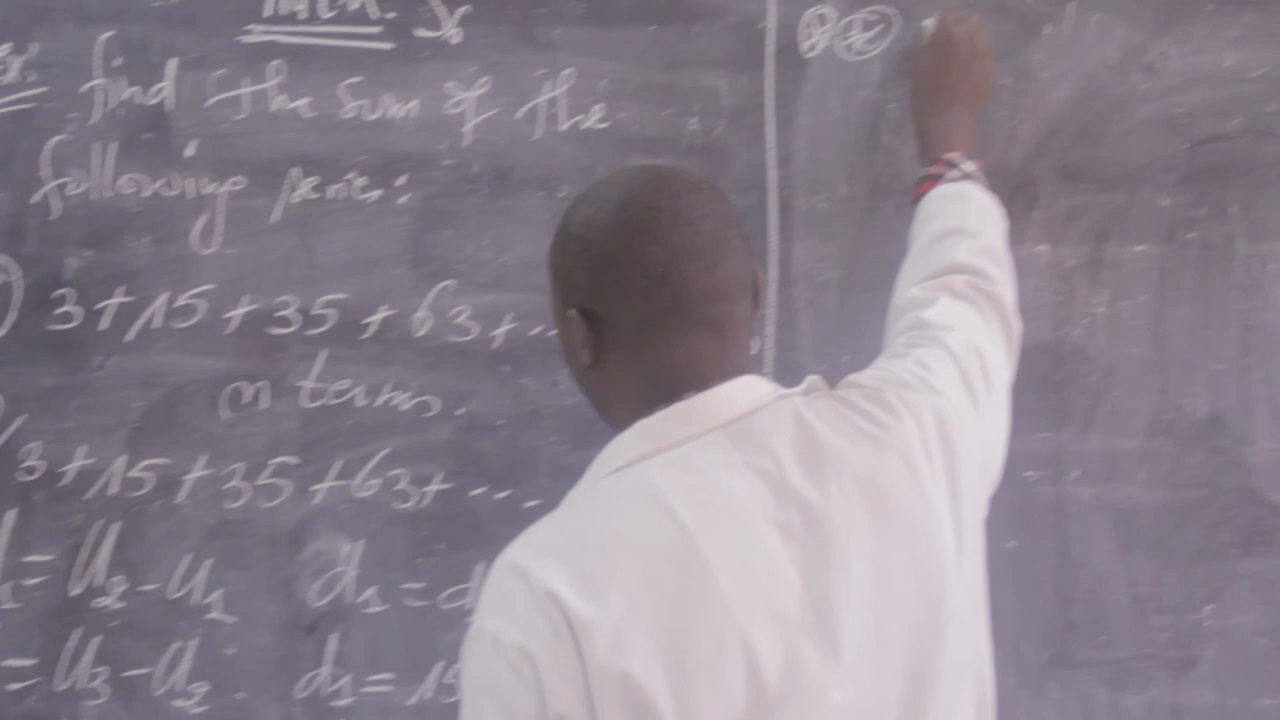 find the Sum of the
following series:
3+15+35+63+...
n terms.
3+15+35+63+....
= U2-U1 d1=
= U3-U2 d1= 15